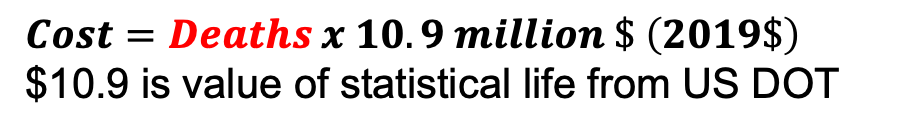 Cost = Deaths x 10.9 million $ (2019$)
$10.9 is value of statistical life from US DOT